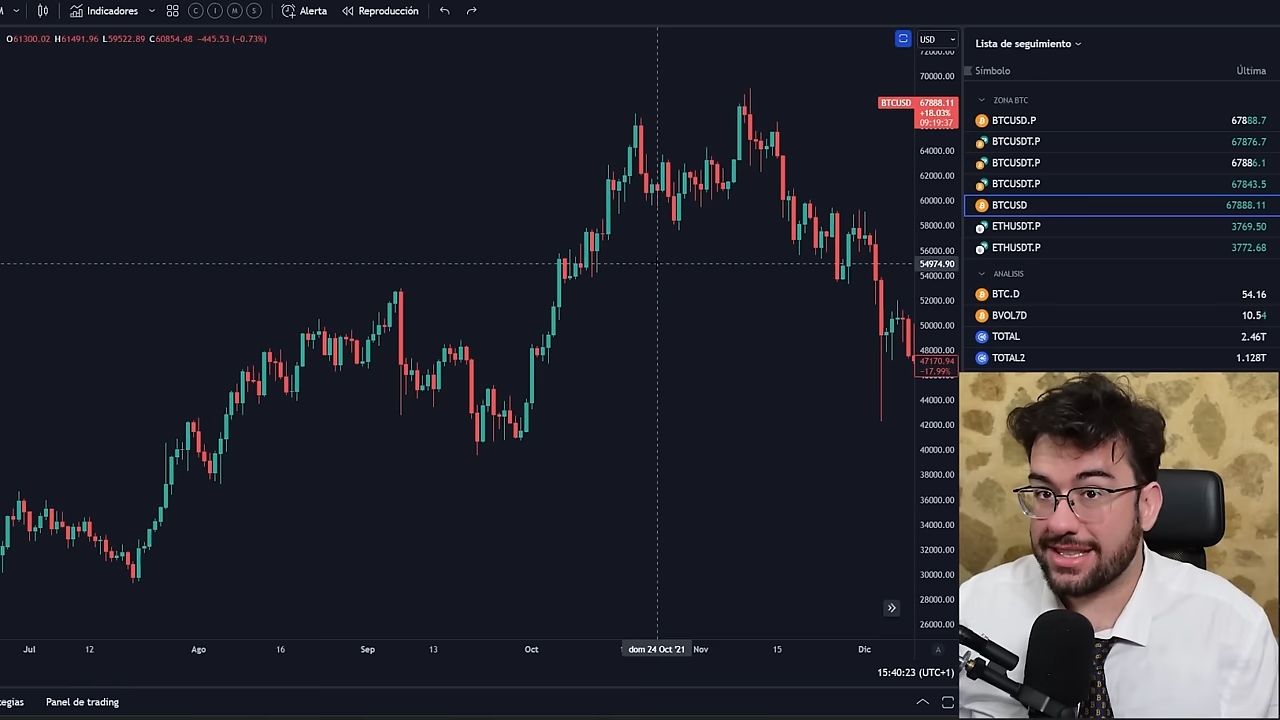 M Indicadores C I M S Alerta Reproducción
O61300.02 H61491.96 L59522.89 C60854.48 -445.53 (-0.73%)
USD
72000.00
70000.00
BTCUSD 67888.11
+18.03%
09:19:37
64000.00
62000.00
60000.00
58000.00
56000.00
54974.90
54000.00
52000.00
50000.00
48000.00
47170.94
-17.99%
44000.00
42000.00
40000.00
38000.00
36000.00
34000.00
32000.00
30000.00
28000.00
26000.00
Jul 12 Ago 16 Sep 13 Oct dom 24 Oct '21 Nov 15 Dic A
15:40:23 (UTC+1)
tegias Panel de trading
Lista de seguimiento
Símbolo Última
ZONA BTC
BTCUSD.P 67888.7
BTCUSDT.P 67876.7
BTCUSDT.P 67886.1
BTCUSDT.P 67843.5
BTCUSD 67888.11
ETHUSDT.P 3769.50
ETHUSDT.P 3772.68
ANALISIS
BTC.D 54.16
BVOL7D 10.54
TOTAL 2.46T
TOTAL2 1.128T